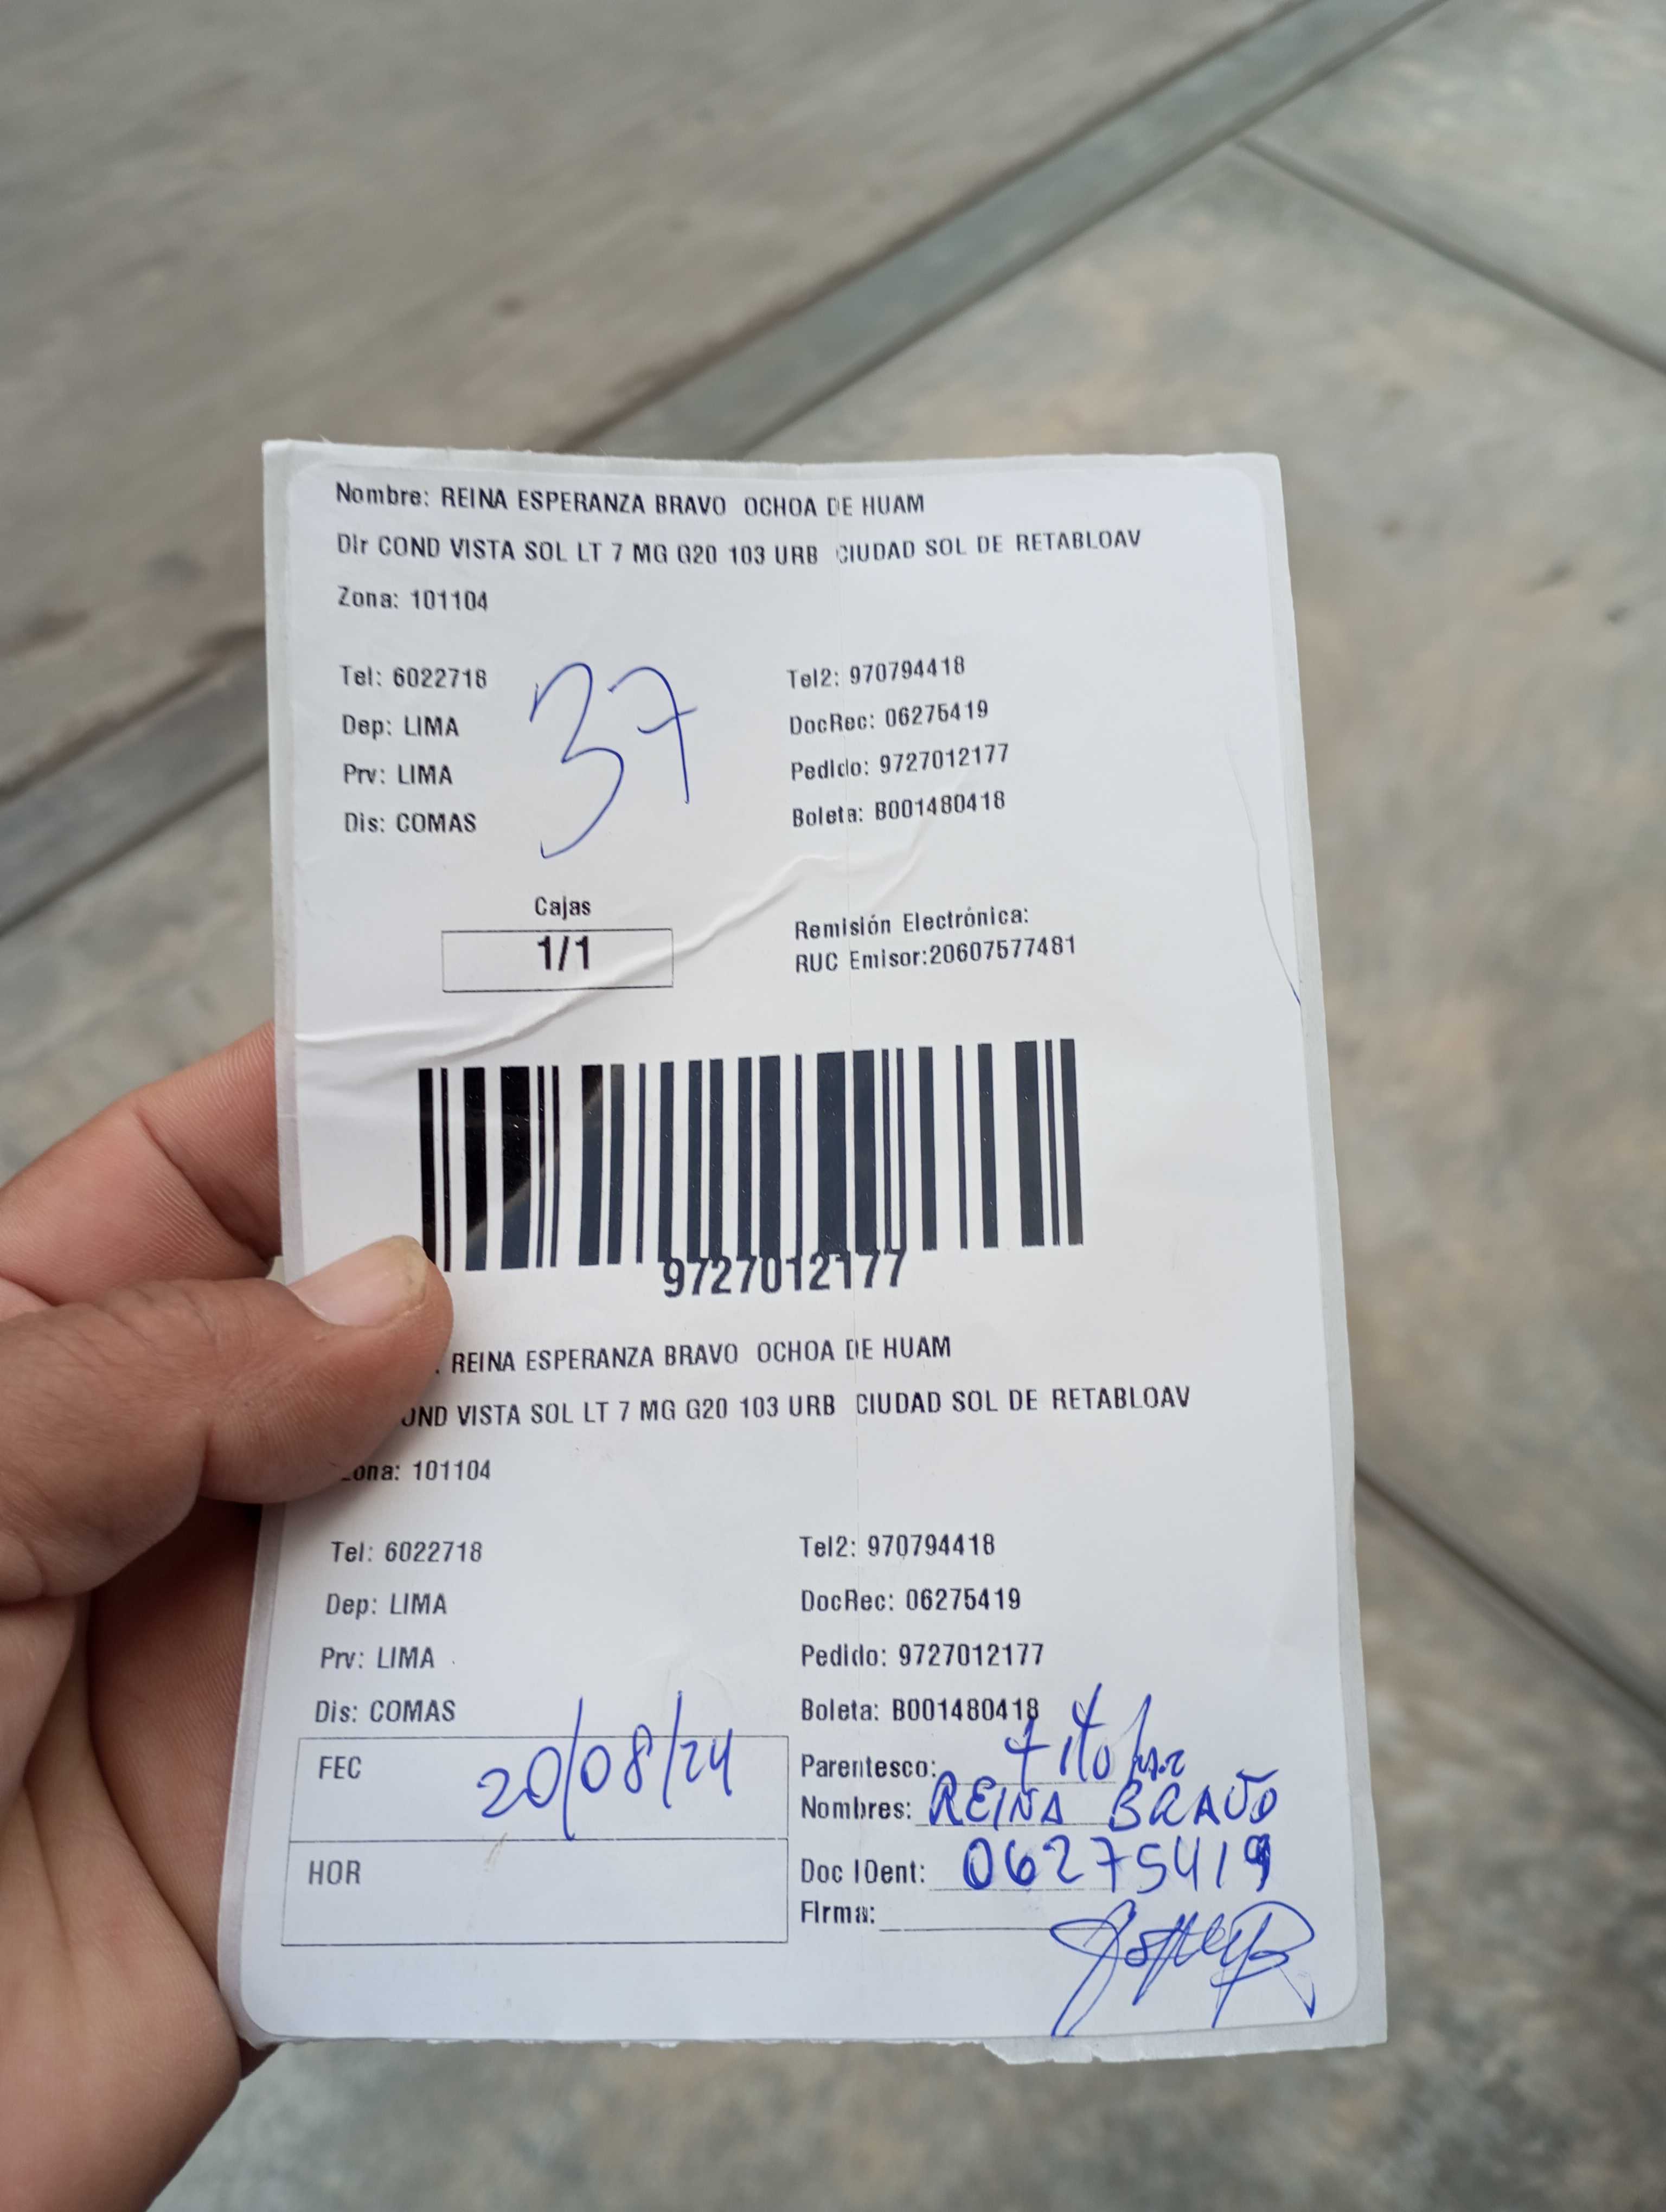 Nombre: REINA ESPERANZA BRAVO OCHOA DE HUAM
Dir COND VISTA SOL LT 7 MG G20 103 URB CIUDAD SOL DE RETABLOAV
Zona: 101104
Tel: 6022718 Tel2: 970794418
Dep: LIMA DocRec: 06275419
Prv: LIMA Pedido: 9727012177
Dis: COMAS Boleta: B001480418
37
Cajas
1/1
Remisión Electrónica:
RUC Emisor:20607577481
9727012177
REINA ESPERANZA BRAVO OCHOA DE HUAM
OND VISTA SOL LT 7 MG G20 103 URB CIUDAD SOL DE RETABLOAV
ona: 101104
Tel: 6022718 Tel2: 970794418
Dep: LIMA DocRec: 06275419
Prv: LIMA Pedido: 9727012177
Dis: COMAS Boleta: B001480418
FEC 20/08/24
HOR
Parentesco: titular
Nombres: REINA BRAVO
Doc IDent: 06275419
Firma: